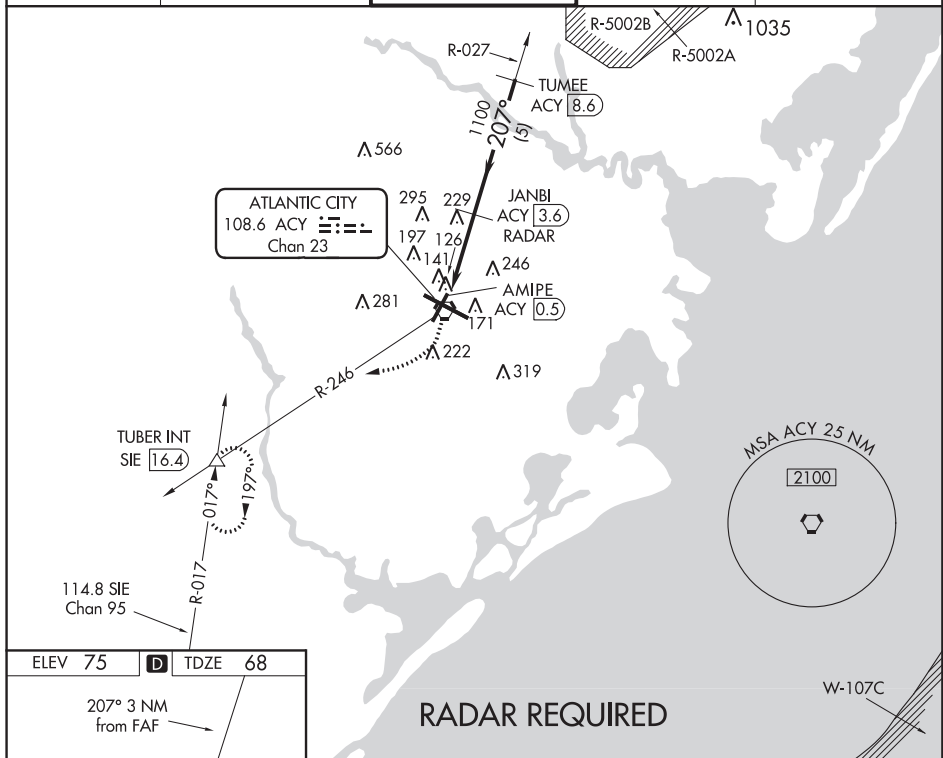 R-5002B
1035
R-5002A
R-027
TUMEE
ACY 8.6
1100
207°
(5)
566
ATLANTIC CITY
108.6 ACY
Chan 23
295
229
JANBI
ACY 3.6
RADAR
197
126
141
246
AMIPE
ACY 0.5
281
171
222
319
R-246
TUBER INT
SIE 16.4
017°
197°
R-017
114.8 SIE
Chan 95
MSA ACY 25 NM
2100
ELEV 75 D TDZE 68
207° 3 NM
from FAF
RADAR REQUIRED
W-107C